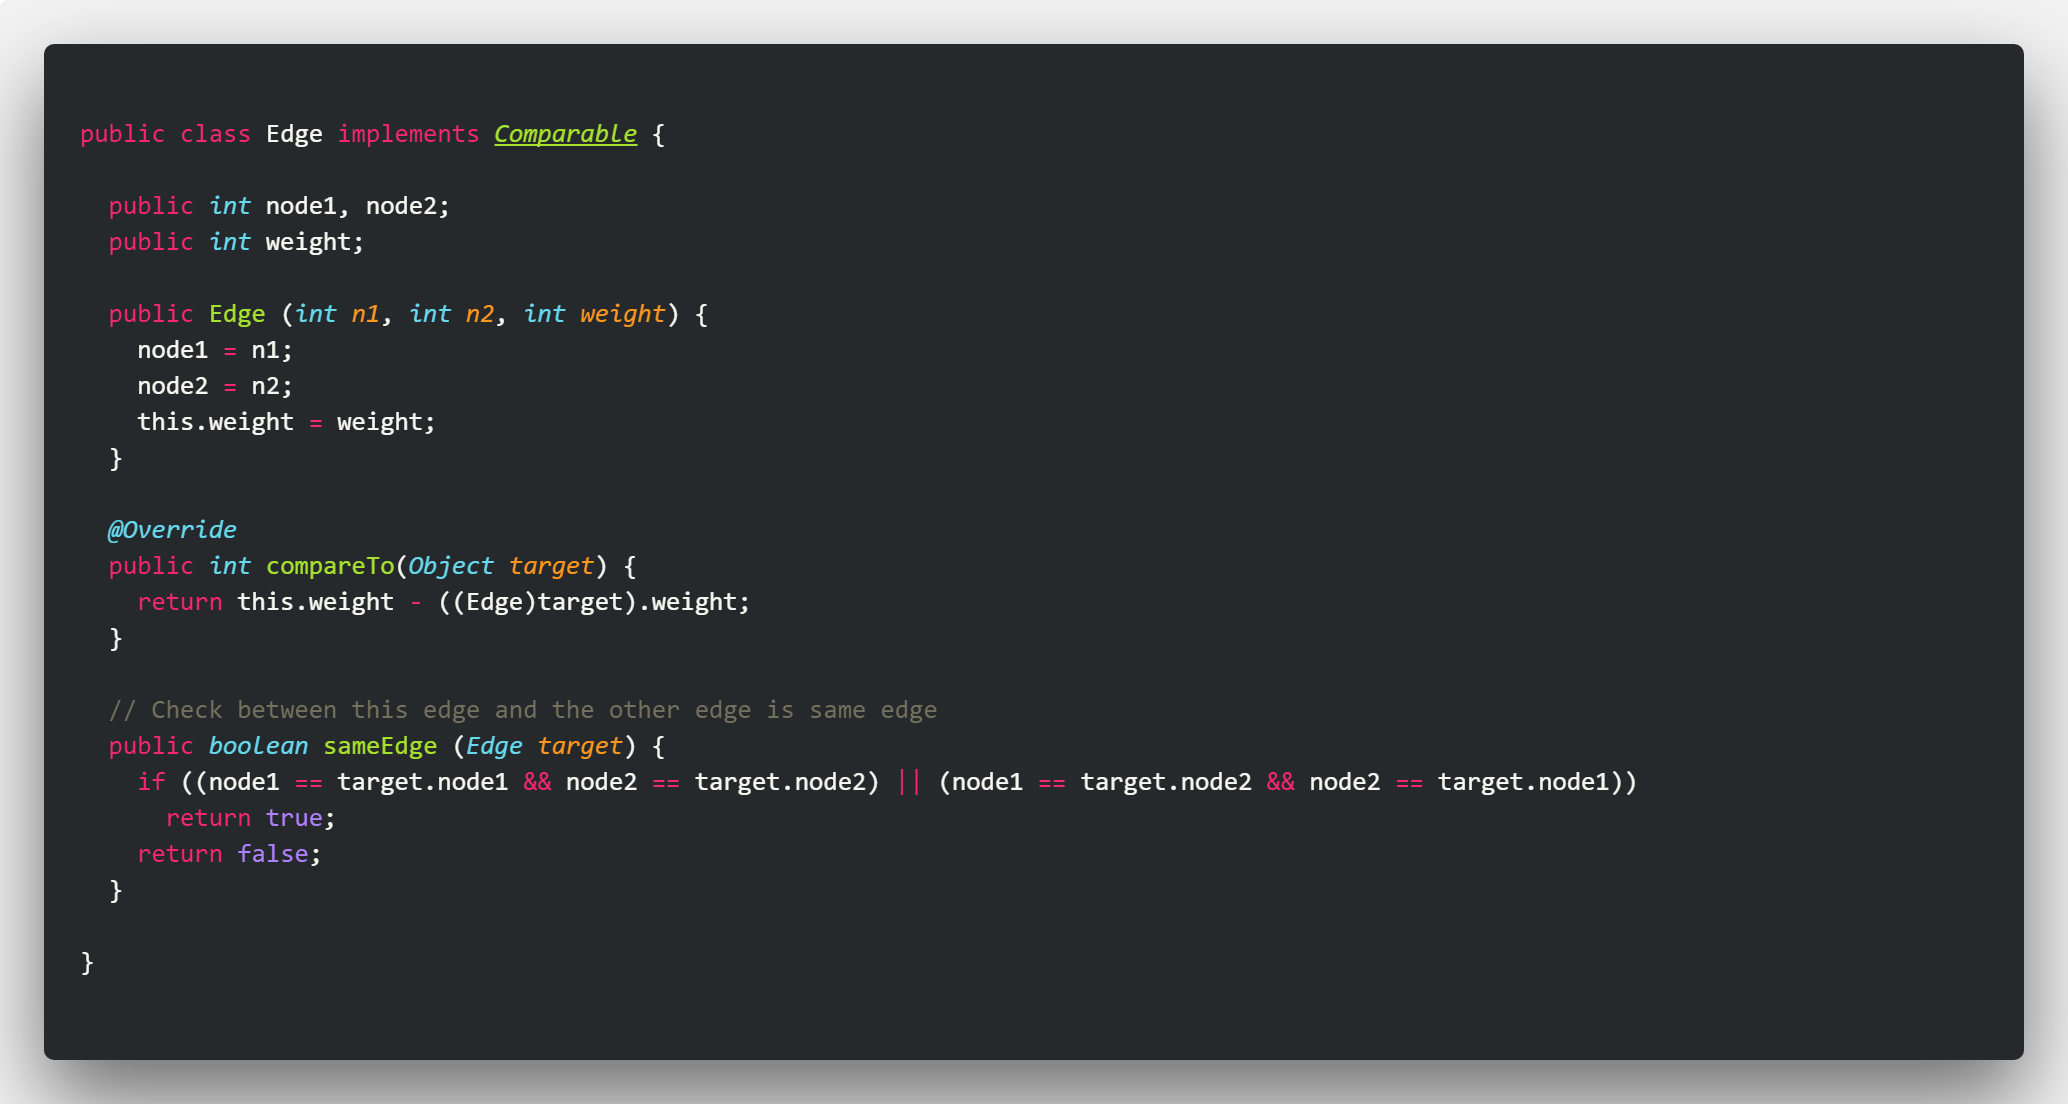 public class Edge implements Comparable {
public int node1, node2;
public int weight;
public Edge (int n1, int n2, int weight) {
node1 = n1;
node2 = n2;
this.weight = weight;
}
@Override
public int compareTo(Object target) {
return this.weight - ((Edge)target).weight;
}
// Check between this edge and the other edge is same edge
public boolean sameEdge (Edge target) {
if ((node1 == target.node1 && node2 == target.node2) || (node1 == target.node2 && node2 == target.node1))
return true;
return false;
}
}